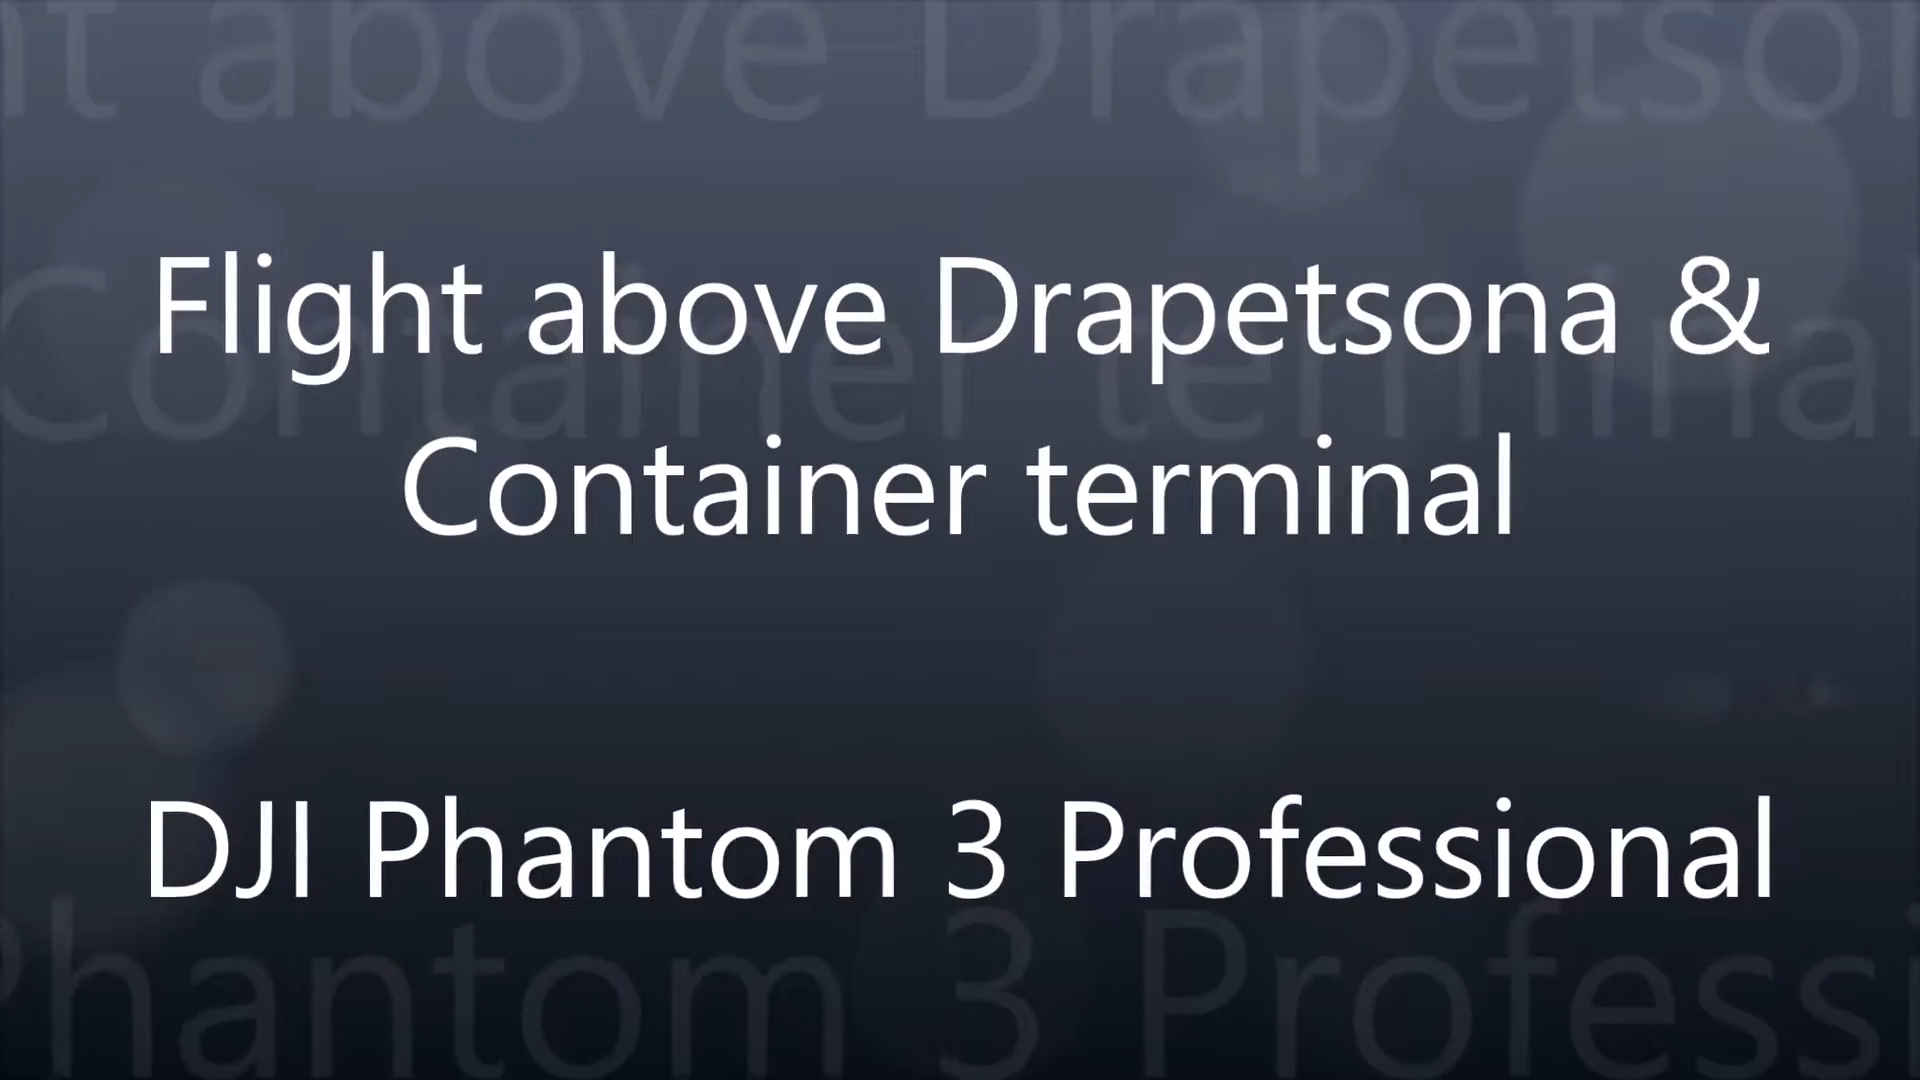 Flight above Drapetsona &
Container terminal
DJI Phantom 3 Professional